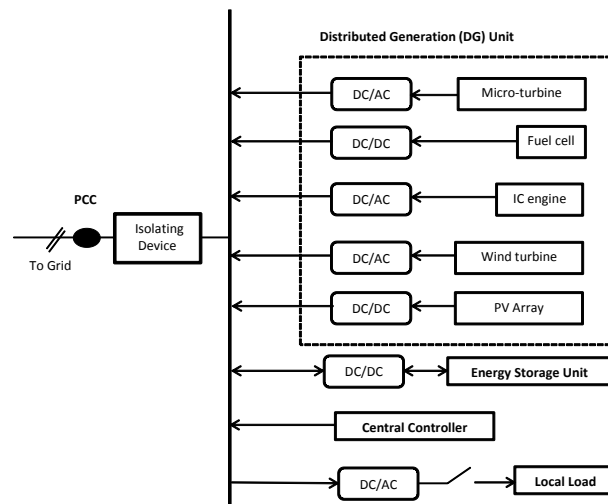 Distributed Generation (DG) Unit
DC/AC
Micro-turbine
DC/DC
Fuel cell
DC/AC
IC engine
PCC
Isolating
Device
To Grid
DC/AC
Wind turbine
DC/DC
PV Array
DC/DC
Energy Storage Unit
Central Controller
DC/AC
Local Load